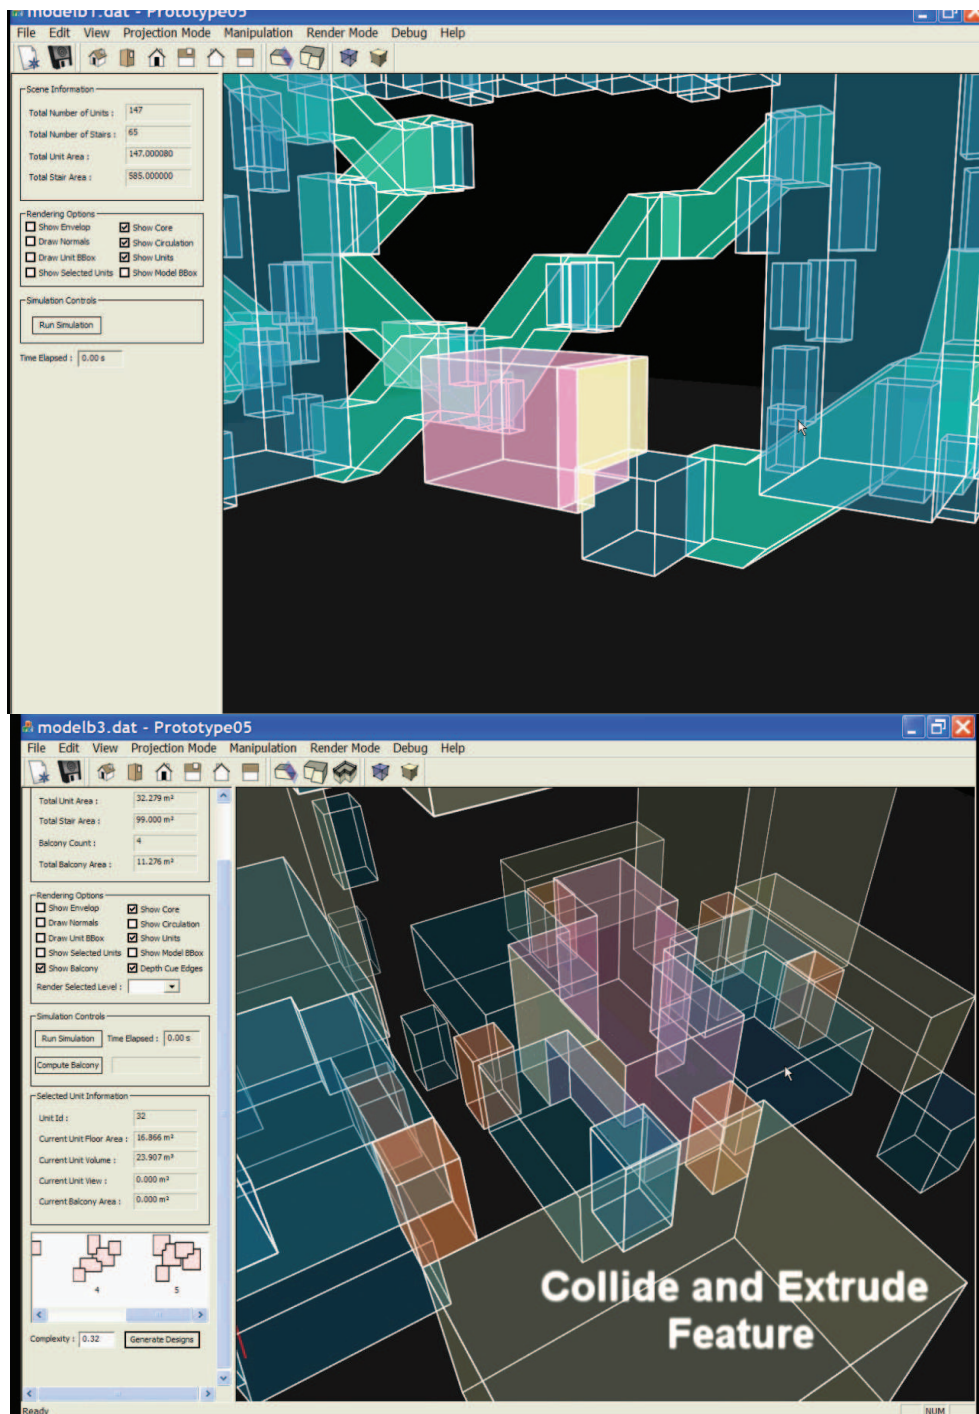 modelb1.dat - Prototype05
File Edit View Projection Mode Manipulation Render Mode Debug Help
Scene Information
Total Number of Units : 147
Total Number of Stairs : 65
Total Unit Area : 147.000080
Total Stair Area : 585.000000
Rendering Options
Show Envelop Show Core
Draw Normals Show Circulation
Draw Unit BBox Show Units
Show Selected Units Show Model BBox
Simulation Controls
Run Simulation
Time Elapsed : 0.00 s
modelb3.dat - Prototype05
File Edit View Projection Mode Manipulation Render Mode Debug Help
Total Unit Area : 32.279 m²
Total Stair Area : 99.000 m²
Balcony Count : 4
Total Balcony Area : 11.276 m²
Rendering Options
Show Envelop Show Core
Draw Normals Show Circulation
Draw Unit BBox Show Units
Show Selected Units Show Model BBox
Show Balcony Depth Cue Edges
Render Selected Level :
Simulation Controls
Run Simulation Time Elapsed : 0.00 s
Compute Balcony
Selected Unit Information
Unit Id : 32
Current Unit Floor Area : 16.866 m²
Current Unit Volume : 23.907 m³
Current Unit View : 0.000 m²
Current Balcony Area : 0.000 m²
4 5
Complexity : 0.32 Generate Designs
Collide and Extrude
Feature
Ready NUM